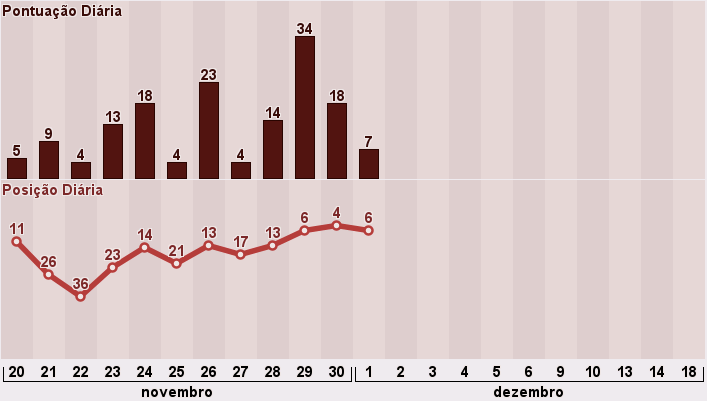 Pontuação Diária
5 9 4 13 18 4 23 4 14 34 18 7
Posição Diária
11 26 36 23 14 21 13 17 13 6 4 6
20 21 22 23 24 25 26 27 28 29 30 1 2 3 4 5 6 9 10 13 14 18
novembro dezembro